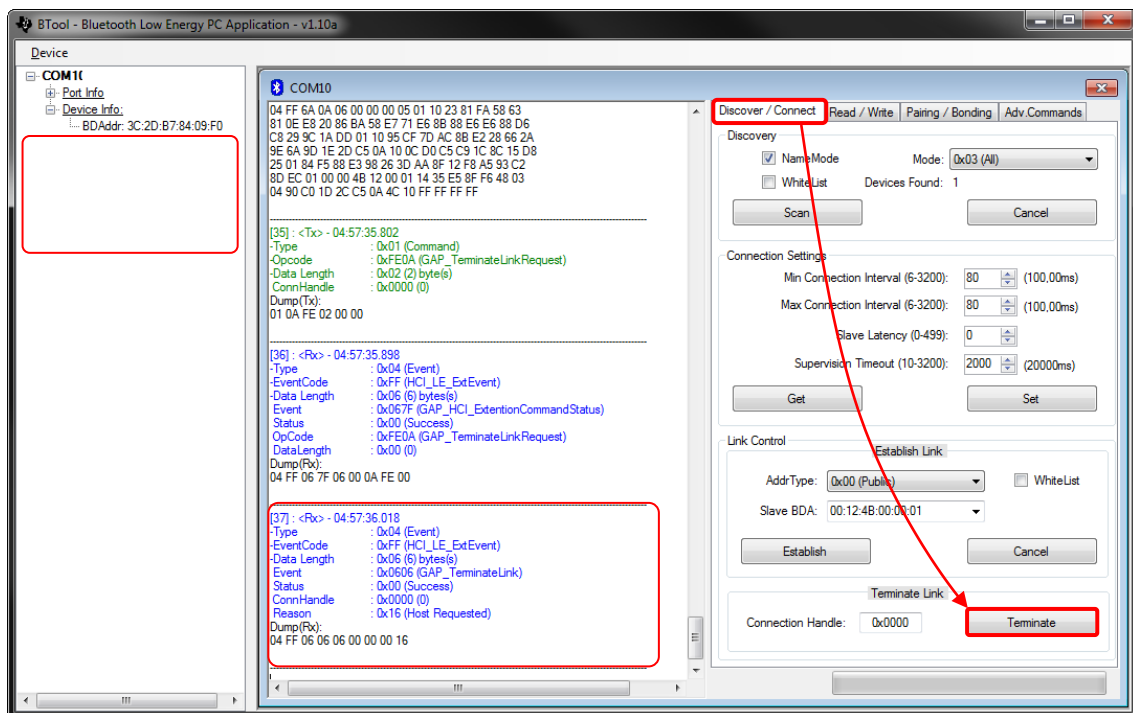 BTool - Bluetooth Low Energy PC Application - v1.10a
Device
COM1(
Port Info
Device Info:
BDAddr: 3C:2D:B7:84:09:F0
COM10
04 FF 6A 0A 06 00 00 00 05 01 10 23 81 FA 58 63
81 0E E8 20 86 BA 58 E7 71 E6 8B 88 E6 E6 88 D6
C8 29 9C 1A DD 01 10 95 CF 7D AC 8B E2 28 66 2A
9E 6A 9D 1E 2D C5 0A 10 0C D0 C5 C9 1C 8C 15 D8
25 01 84 F5 88 E3 98 26 3D AA 8F 12 F8 A5 93 C2
8D EC 01 00 00 4B 12 00 01 14 35 E5 8F F6 48 03
04 90 C0 1D 2C C5 0A 4C 10 FF FF FF FF
[35] : <Tx> - 04:57:35.802
-Type : 0x01 (Command)
-Opcode : 0xFE0A (GAP_TerminateLinkRequest)
-Data Length : 0x02 (2) byte(s)
ConnHandle : 0x0000 (0)
Dump(Tx):
01 0A FE 02 00 00
[36] : <Rx> - 04:57:35.898
-Type : 0x04 (Event)
-EventCode : 0xFF (HCI_LE_ExtEvent)
-Data Length : 0x06 (6) bytes(s)
Event : 0x067F (GAP_HCI_ExtentionCommandStatus)
Status : 0x00 (Success)
OpCode : 0xFE0A (GAP_TerminateLinkRequest)
DataLength : 0x00 (0)
Dump(Rx):
04 FF 06 7F 06 00 0A FE 00
[37] : <Rx> - 04:57:36.018
-Type : 0x04 (Event)
-EventCode : 0xFF (HCI_LE_ExtEvent)
-Data Length : 0x06 (6) bytes(s)
Event : 0x0606 (GAP_TerminateLink)
Status : 0x00 (Success)
ConnHandle : 0x0000 (0)
Reason : 0x16 (Host Requested)
Dump(Rx):
04 FF 06 06 06 00 00 00 16
Discover / Connect Read / Write Pairing / Bonding Adv.Commands
Discovery
NameMode Mode: 0x03 (All)
WhiteList Devices Found: 1
Scan Cancel
Connection Settings
Min Connection Interval (6-3200): 80 (100,00ms)
Max Connection Interval (6-3200): 80 (100,00ms)
Slave Latency (0-499): 0
Supervision Timeout (10-3200): 2000 (20000ms)
Get Set
Link Control
Establish Link
AddrType: 0x00 (Public) WhiteList
Slave BDA: 00:12:4B:00:00:01
Establish Cancel
Terminate Link
Connection Handle: 0x0000 Terminate